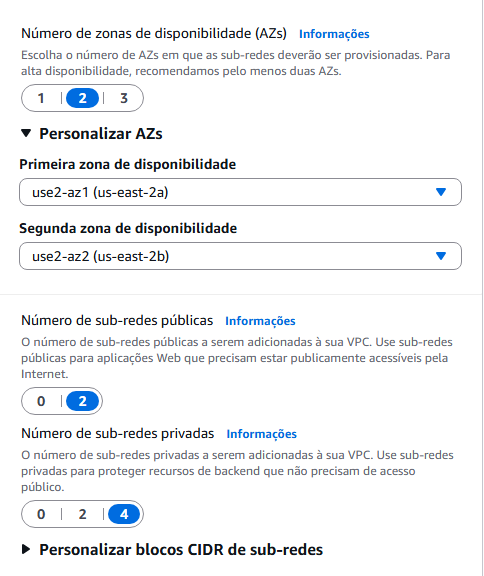 Número de zonas de disponibilidade (AZs) Informações
Escolha o número de AZs em que as sub-redes deverão ser provisionadas. Para
alta disponibilidade, recomendamos pelo menos duas AZs.
1 2 3
Personalizar AZs
Primeira zona de disponibilidade
use2-az1 (us-east-2a)
Segunda zona de disponibilidade
use2-az2 (us-east-2b)
Número de sub-redes públicas Informações
O número de sub-redes públicas a serem adicionadas à sua VPC. Use sub-redes
públicas para aplicações Web que precisam estar publicamente acessíveis pela
Internet.
0 2
Número de sub-redes privadas Informações
O número de sub-redes privadas a serem adicionadas à sua VPC. Use sub-redes
privadas para proteger recursos de backend que não precisam de acesso
público.
0 2 4
Personalizar blocos CIDR de sub-redes